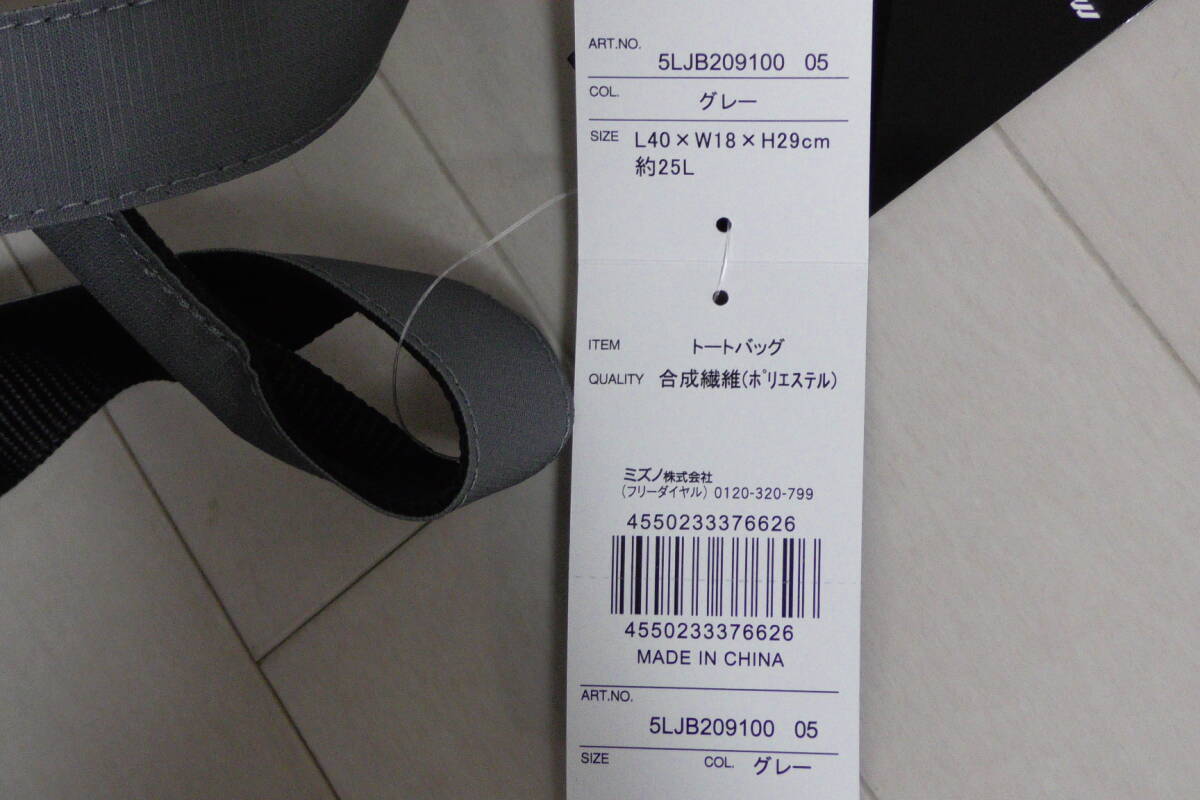 ART.NO.
5LJB209100 05
COL. グレー
SIZE L40×W18×H29cm
約25L
ITEM トートバッグ
QUALITY 合成繊維(ポリエステル)
ミズノ株式会社
(フリーダイヤル) 0120-320-799
4550233376626
4550233376626
MADE IN CHINA
ART.NO.
5LJB209100 05
SIZE COL. グレー